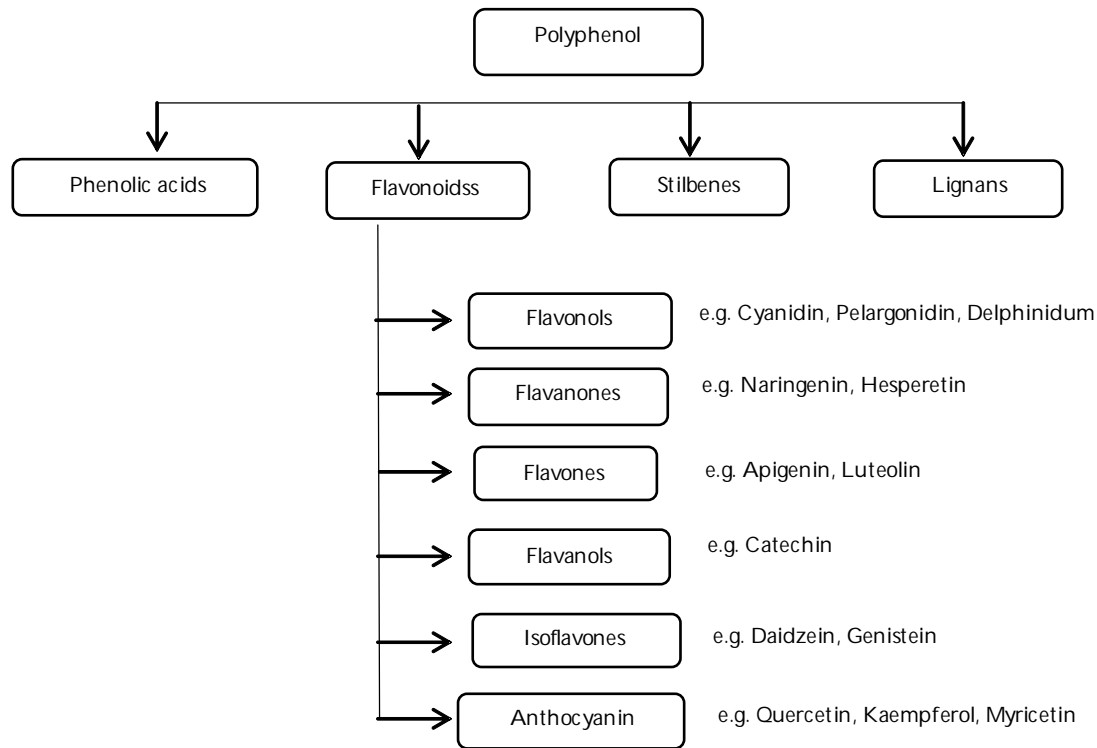 Polyphenol
Phenolic acids
Flavonoidss
Stilbenes
Lignans
Flavonols
e.g. Cyanidin, Pelargonidin, Delphinidum
Flavanones
e.g. Naringenin, Hesperetin
Flavones
e.g. Apigenin, Luteolin
Flavanols
e.g. Catechin
Isoflavones
e.g. Daidzein, Genistein
Anthocyanin
e.g. Quercetin, Kaempferol, Myricetin